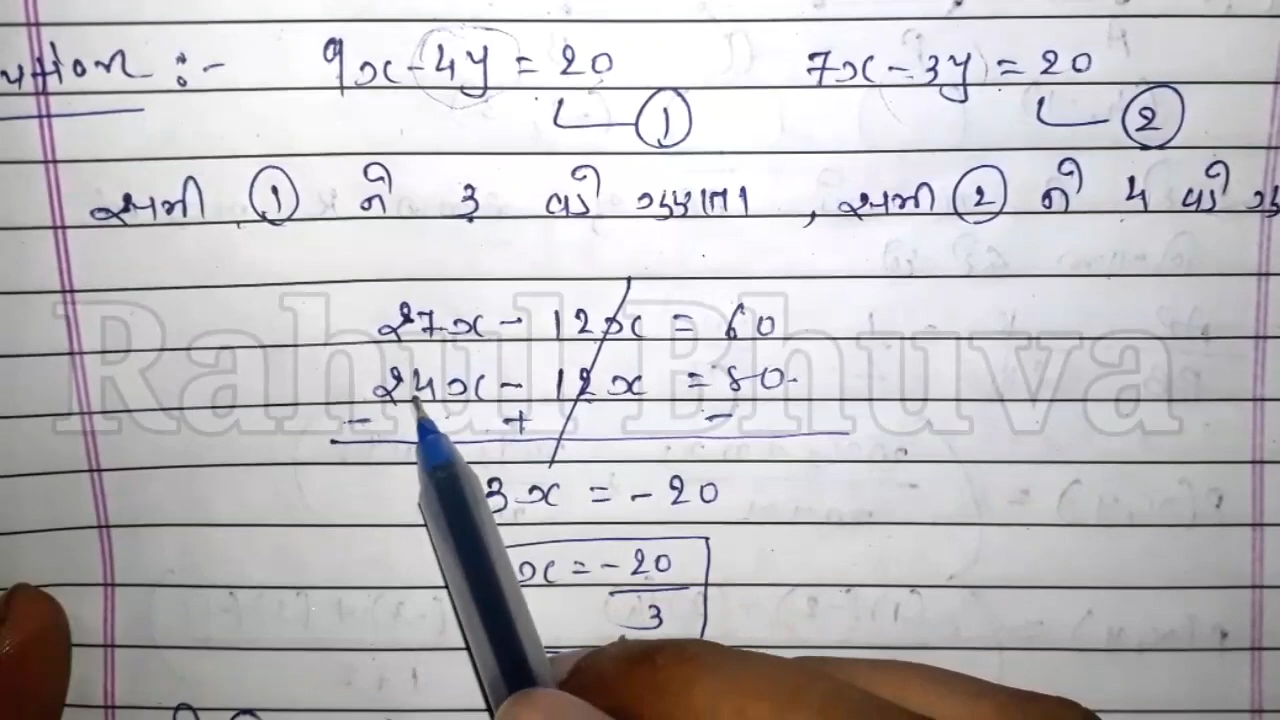 ution :- 9x - 4y = 20 7x - 3y = 20
① ②
સમી ① ને 3 વડે ગુણતા , સમી ② ને 4 વડે ગુ
27x - 12x = 60
24x - 12x = 80
- + -
3x = - 20
x = - 20
3
Rahul Bhuva